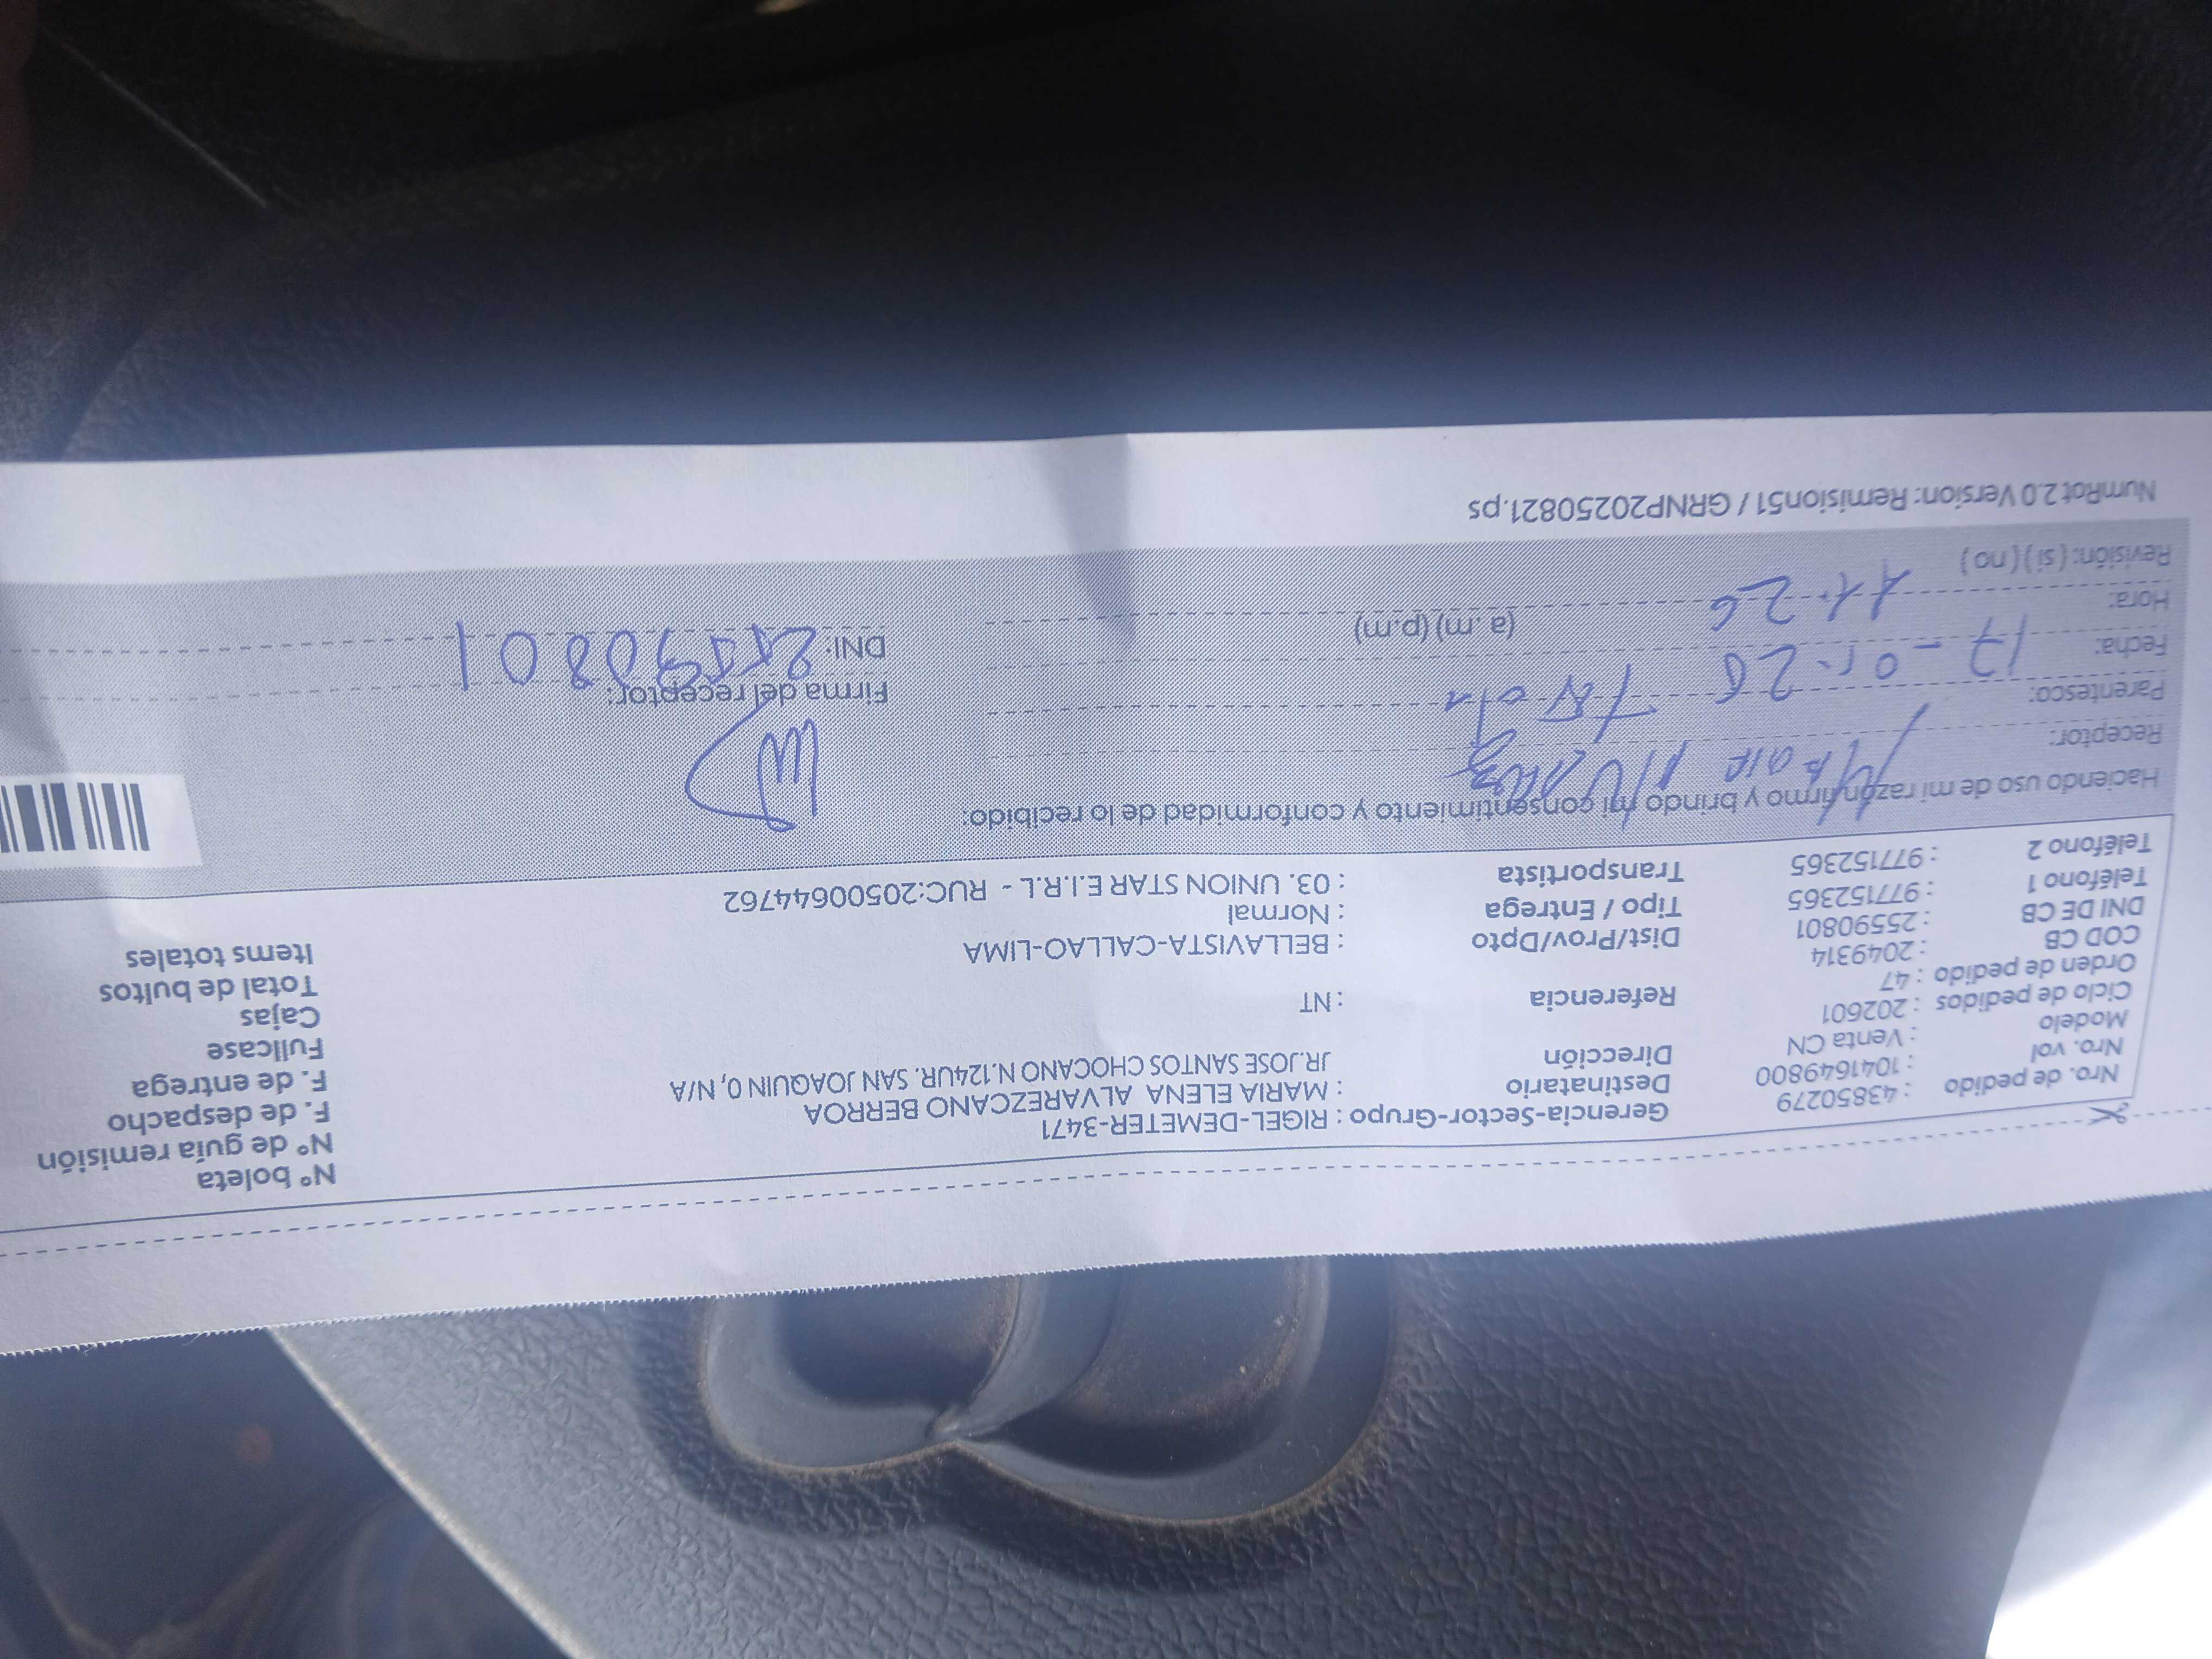 Nro. de pedido : 43850279
Nro. vol : 1041649800
Modelo : Venta CN
Ciclo de pedidos : 202601
Orden de pedido : 47
COD CB : 2049314
DNI DE CB : 25590801
Teléfono 1 : 977152365
Teléfono 2 : 977152365
Gerencia-Sector-Grupo : RIGEL-DEMETER-3471
Destinatario : MARIA ELENA ALVAREZCANO BERROA
Dirección JR.JOSE SANTOS CHOCANO N.124UR. SAN JOAQUIN 0, N/A
Referencia : NT
Dist/Prov/Dpto : BELLAVISTA-CALLAO-LIMA
Tipo / Entrega : Normal
Transportista : 03. UNION STAR E.I.R.L - RUC:20500644762
N° boleta
N° de guía remisión
F. de despacho
F. de entrega
Fullcase
Cajas
Total de bultos
Items totales
Haciendo uso de mi razón firmo y brindo mi consentimiento y conformidad de lo recibido:
Receptor:
Parentesco:
Fecha: 17-01-26
Hora: 11:26 (a.m) (p.m)
Revisión: ( si ) ( no )
Firma del receptor:
DNI: 25590801
NumRot 2.0 Version: Remision51 / GRNP20250821.ps